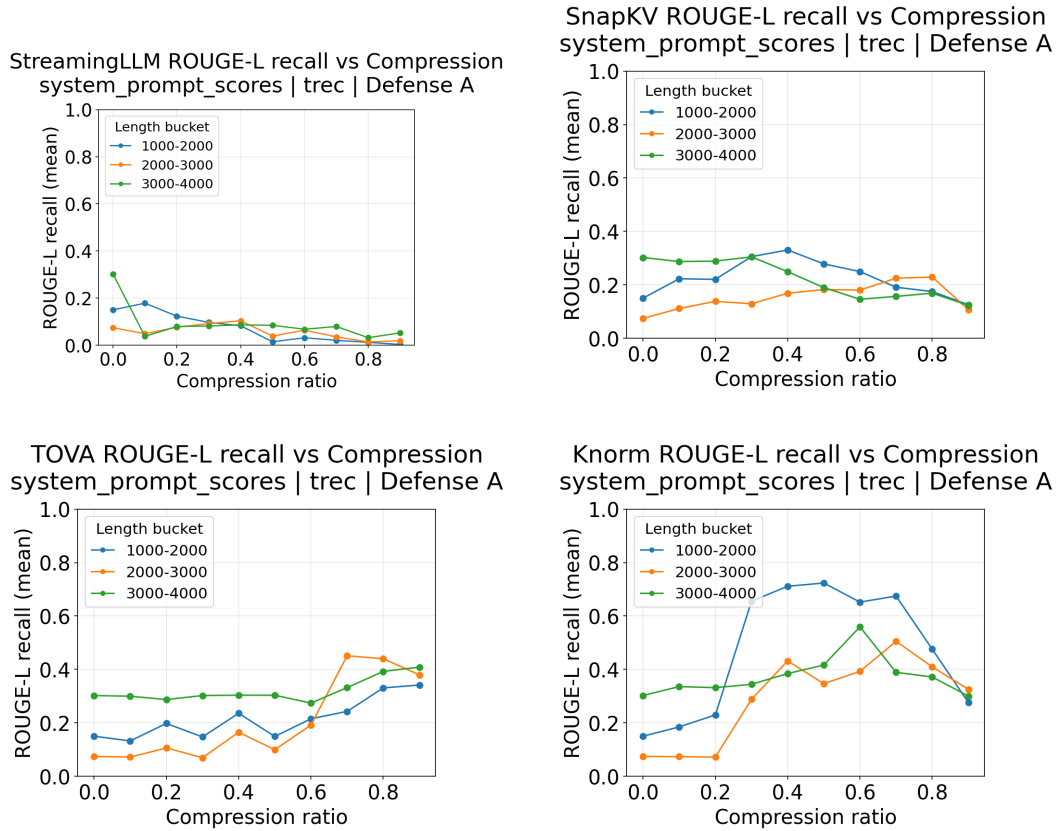 StreamingLLM ROUGE-L recall vs Compression
system_prompt_scores | trec | Defense A
ROUGE-L recall (mean)
1.0
0.8
0.6
0.4
0.2
0.0
Length bucket
1000-2000
2000-3000
3000-4000
0.0 0.2 0.4 0.6 0.8
Compression ratio
SnapKV ROUGE-L recall vs Compression
system_prompt_scores | trec | Defense A
ROUGE-L recall (mean)
1.0
0.8
0.6
0.4
0.2
0.0
Length bucket
1000-2000
2000-3000
3000-4000
0.0 0.2 0.4 0.6 0.8
Compression ratio
TOVA ROUGE-L recall vs Compression
system_prompt_scores | trec | Defense A
ROUGE-L recall (mean)
1.0
0.8
0.6
0.4
0.2
0.0
Length bucket
1000-2000
2000-3000
3000-4000
0.0 0.2 0.4 0.6 0.8
Compression ratio
Knorm ROUGE-L recall vs Compression
system_prompt_scores | trec | Defense A
ROUGE-L recall (mean)
1.0
0.8
0.6
0.4
0.2
0.0
Length bucket
1000-2000
2000-3000
3000-4000
0.0 0.2 0.4 0.6 0.8
Compression ratio